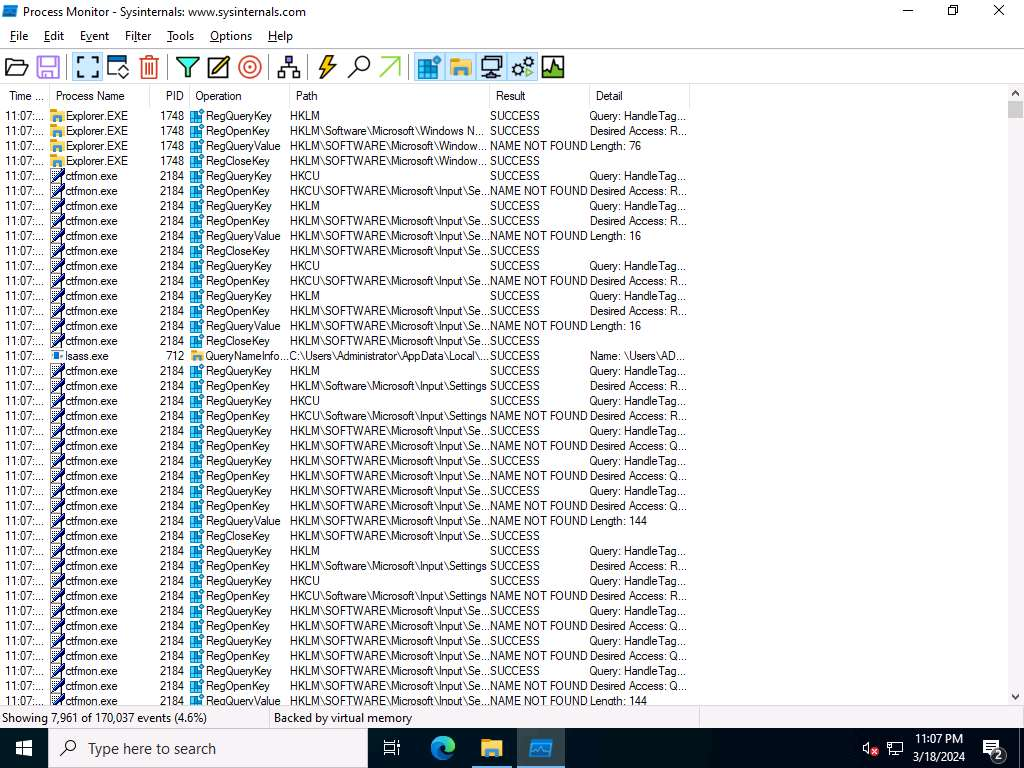 Process Monitor - Sysinternals: www.sysinternals.com
File Edit Event Filter Tools Options Help
Time ... Process Name PID Operation Path Result Detail
11:07:... Explorer.EXE 1748 RegQueryKey HKLM SUCCESS Query: HandleTag...
11:07:... Explorer.EXE 1748 RegOpenKey HKLM\Software\Microsoft\Windows N... SUCCESS Desired Access: R...
11:07:... Explorer.EXE 1748 RegQueryValue HKLM\SOFTWARE\Microsoft\Window... NAME NOT FOUND Length: 76
11:07:... Explorer.EXE 1748 RegCloseKey HKLM\SOFTWARE\Microsoft\Window... SUCCESS
11:07:... ctfmon.exe 2184 RegQueryKey HKCU SUCCESS Query: HandleTag...
11:07:... ctfmon.exe 2184 RegOpenKey HKCU\SOFTWARE\Microsoft\Input\Se... NAME NOT FOUND Desired Access: R...
11:07:... ctfmon.exe 2184 RegQueryKey HKLM SUCCESS Query: HandleTag...
11:07:... ctfmon.exe 2184 RegOpenKey HKLM\SOFTWARE\Microsoft\Input\Se... SUCCESS Desired Access: R...
11:07:... ctfmon.exe 2184 RegQueryValue HKLM\SOFTWARE\Microsoft\Input\Se... NAME NOT FOUND Length: 16
11:07:... ctfmon.exe 2184 RegCloseKey HKLM\SOFTWARE\Microsoft\Input\Se... SUCCESS
11:07:... ctfmon.exe 2184 RegQueryKey HKCU SUCCESS Query: HandleTag...
11:07:... ctfmon.exe 2184 RegOpenKey HKCU\SOFTWARE\Microsoft\Input\Se... NAME NOT FOUND Desired Access: R...
11:07:... ctfmon.exe 2184 RegQueryKey HKLM SUCCESS Query: HandleTag...
11:07:... ctfmon.exe 2184 RegOpenKey HKLM\SOFTWARE\Microsoft\Input\Se... SUCCESS Desired Access: R...
11:07:... ctfmon.exe 2184 RegQueryValue HKLM\SOFTWARE\Microsoft\Input\Se... NAME NOT FOUND Length: 16
11:07:... ctfmon.exe 2184 RegCloseKey HKLM\SOFTWARE\Microsoft\Input\Se... SUCCESS
11:07:... lsass.exe 712 QueryNameInfo... C:\Users\Administrator\AppData\Local\... SUCCESS Name: \Users\AD...
11:07:... ctfmon.exe 2184 RegQueryKey HKLM SUCCESS Query: HandleTag...
11:07:... ctfmon.exe 2184 RegOpenKey HKLM\Software\Microsoft\Input\Settings SUCCESS Desired Access: R...
11:07:... ctfmon.exe 2184 RegQueryKey HKCU SUCCESS Query: HandleTag...
11:07:... ctfmon.exe 2184 RegOpenKey HKCU\Software\Microsoft\Input\Settings NAME NOT FOUND Desired Access: R...
11:07:... ctfmon.exe 2184 RegQueryKey HKLM\SOFTWARE\Microsoft\Input\Se... SUCCESS Query: HandleTag...
11:07:... ctfmon.exe 2184 RegOpenKey HKLM\SOFTWARE\Microsoft\Input\Se... NAME NOT FOUND Desired Access: Q...
11:07:... ctfmon.exe 2184 RegQueryKey HKLM\SOFTWARE\Microsoft\Input\Se... SUCCESS Query: HandleTag...
11:07:... ctfmon.exe 2184 RegOpenKey HKLM\SOFTWARE\Microsoft\Input\Se... NAME NOT FOUND Desired Access: Q...
11:07:... ctfmon.exe 2184 RegQueryKey HKLM\SOFTWARE\Microsoft\Input\Se... SUCCESS Query: HandleTag...
11:07:... ctfmon.exe 2184 RegOpenKey HKLM\SOFTWARE\Microsoft\Input\Se... NAME NOT FOUND Desired Access: Q...
11:07:... ctfmon.exe 2184 RegQueryValue HKLM\SOFTWARE\Microsoft\Input\Se... NAME NOT FOUND Length: 144
11:07:... ctfmon.exe 2184 RegCloseKey HKLM\SOFTWARE\Microsoft\Input\Se... SUCCESS
11:07:... ctfmon.exe 2184 RegQueryKey HKLM SUCCESS Query: HandleTag...
11:07:... ctfmon.exe 2184 RegOpenKey HKLM\Software\Microsoft\Input\Settings SUCCESS Desired Access: R...
11:07:... ctfmon.exe 2184 RegQueryKey HKCU SUCCESS Query: HandleTag...
11:07:... ctfmon.exe 2184 RegOpenKey HKCU\Software\Microsoft\Input\Settings NAME NOT FOUND Desired Access: R...
11:07:... ctfmon.exe 2184 RegQueryKey HKLM\SOFTWARE\Microsoft\Input\Se... SUCCESS Query: HandleTag...
11:07:... ctfmon.exe 2184 RegOpenKey HKLM\SOFTWARE\Microsoft\Input\Se... NAME NOT FOUND Desired Access: Q...
11:07:... ctfmon.exe 2184 RegQueryKey HKLM\SOFTWARE\Microsoft\Input\Se... SUCCESS Query: HandleTag...
11:07:... ctfmon.exe 2184 RegOpenKey HKLM\SOFTWARE\Microsoft\Input\Se... NAME NOT FOUND Desired Access: Q...
11:07:... ctfmon.exe 2184 RegQueryKey HKLM\SOFTWARE\Microsoft\Input\Se... SUCCESS Query: HandleTag...
11:07:... ctfmon.exe 2184 RegOpenKey HKLM\SOFTWARE\Microsoft\Input\Se... NAME NOT FOUND Desired Access: Q...
11:07:... ctfmon.exe 2184 RegQueryValue HKLM\SOFTWARE\Microsoft\Input\Se... NAME NOT FOUND Length: 144
Showing 7,961 of 170,037 events (4.6%) Backed by virtual memory
Type here to search
11:07 PM
3/18/2024
2